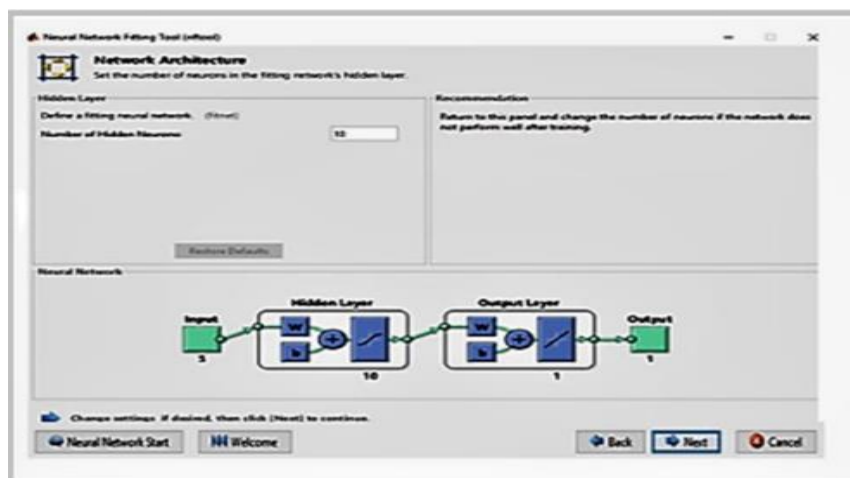 Neural Network Fitting Tool (nftool)
Network Architecture
Set the number of neurons in the fitting network's hidden layer.
Hidden Layer
Define a fitting neural network. (fitnet)
Number of Hidden Neurons:
10
Restore Defaults
Recommendation
Return to this panel and change the number of neurons if the network does
not perform well after training.
Neural Network
Hidden Layer
Output Layer
Input
W
b
W
b
Output
10
1
1
Change settings if desired, then click [Next] to continue.
Neural Network Start
Welcome
Back
Next
Cancel